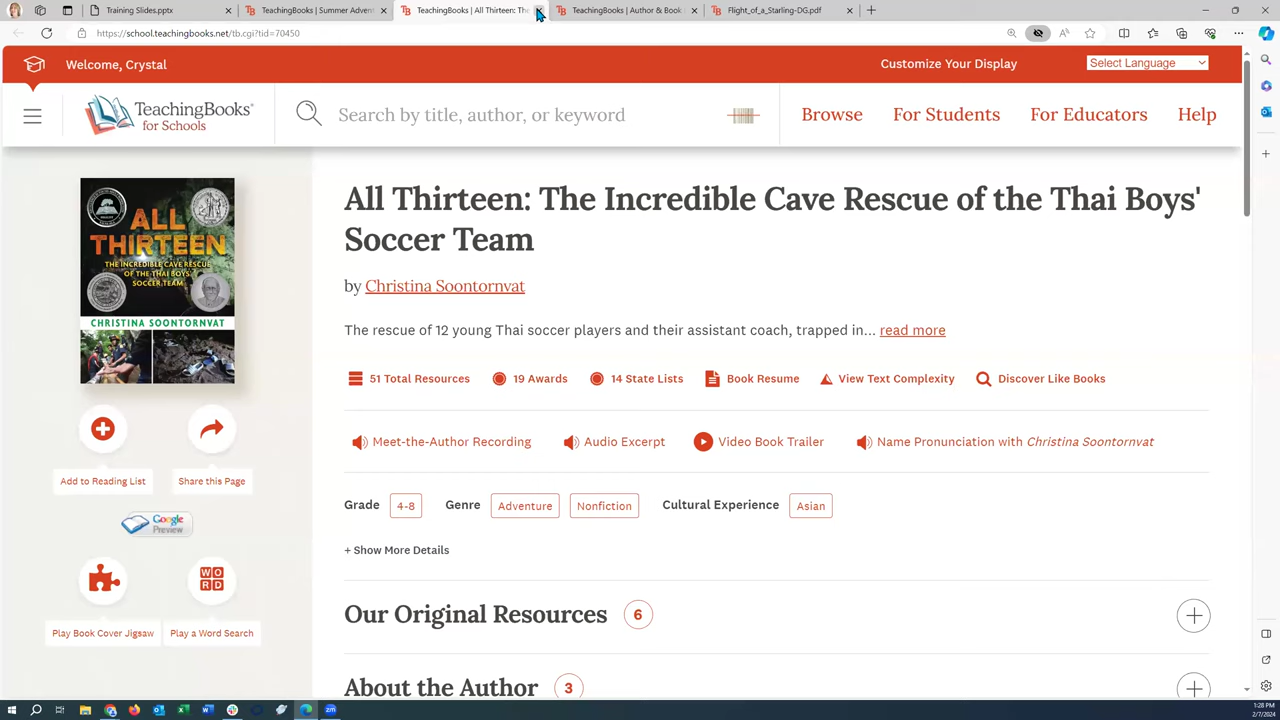 Training Slides.pptx
TeachingBooks | Summer Adven
TeachingBooks | All Thirteen: The
TeachingBooks | Author & Book
Flight_of_a_Starling-DG.pdf
https://school.teachingbooks.net/tb.cgi?tid=70450
Welcome, Crystal
Customize Your Display
Select Language
TeachingBooks
for Schools
Search by title, author, or keyword
Browse
For Students
For Educators
Help
ALL
THIRTEEN
THE INCREDIBLE CAVE RESCUE
OF THE THAI BOYS'
SOCCER TEAM
CHRISTINA SOONTORNVAT
All Thirteen: The Incredible Cave Rescue of the Thai Boys'
Soccer Team
by Christina Soontornvat
The rescue of 12 young Thai soccer players and their assistant coach, trapped in... read more
51 Total Resources
19 Awards
14 State Lists
Book Resume
View Text Complexity
Discover Like Books
Meet-the-Author Recording
Audio Excerpt
Video Book Trailer
Name Pronunciation with Christina Soontornvat
Add to Reading List
Share this Page
Google
Preview
Grade 4-8 Genre Adventure Nonfiction Cultural Experience Asian
+ Show More Details
WORD
Play Book Cover Jigsaw
Play a Word Search
Our Original Resources 6
About the Author 3
1:28 PM
2/7/2024